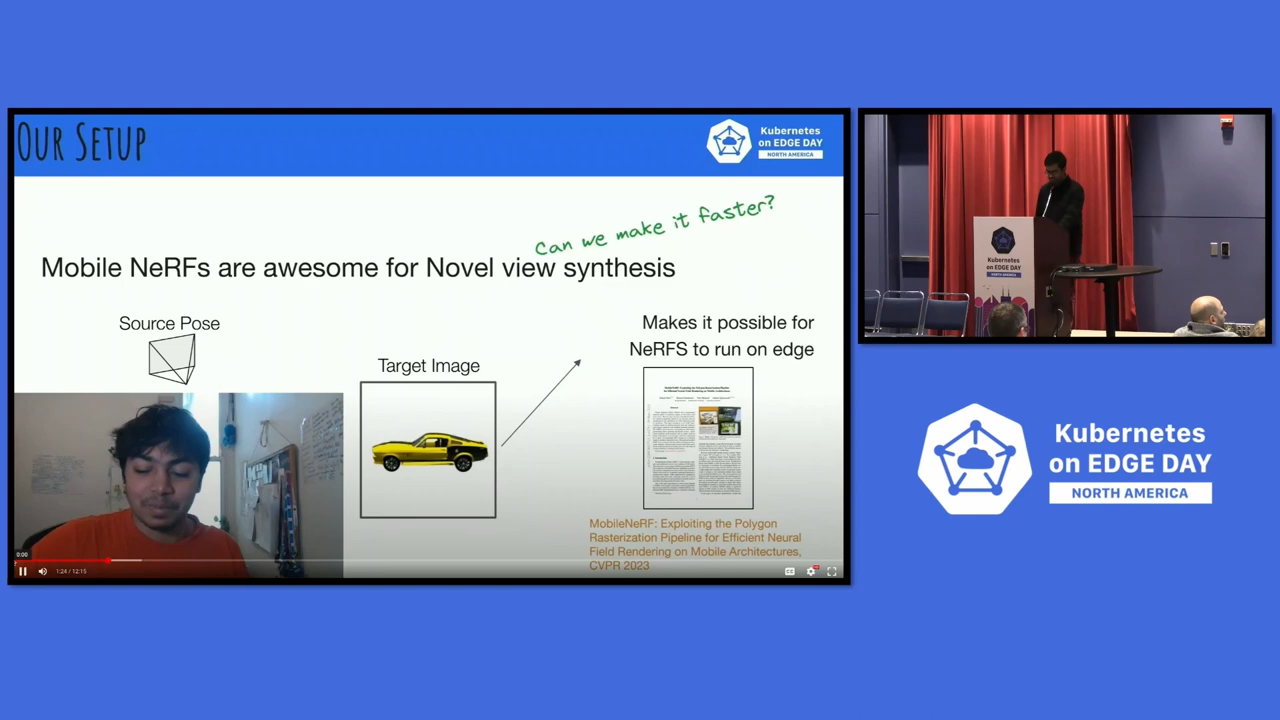 OUR SETUP
Kubernetes
on EDGE DAY
NORTH AMERICA
Can we make it faster?
Mobile NeRFs are awesome for Novel view synthesis
Source Pose
Target Image
Makes it possible for
NeRFS to run on edge
MobileNeRF: Exploiting the Polygon
Rasterization Pipeline for Efficient Neural
Field Rendering on Mobile Architectures,
CVPR 2023
0:00
1:24 / 12:15
CC
Kubernetes
on EDGE DAY
NORTH AMERICA
Kubernetes
on EDGE DAY
NORTH AMERICA